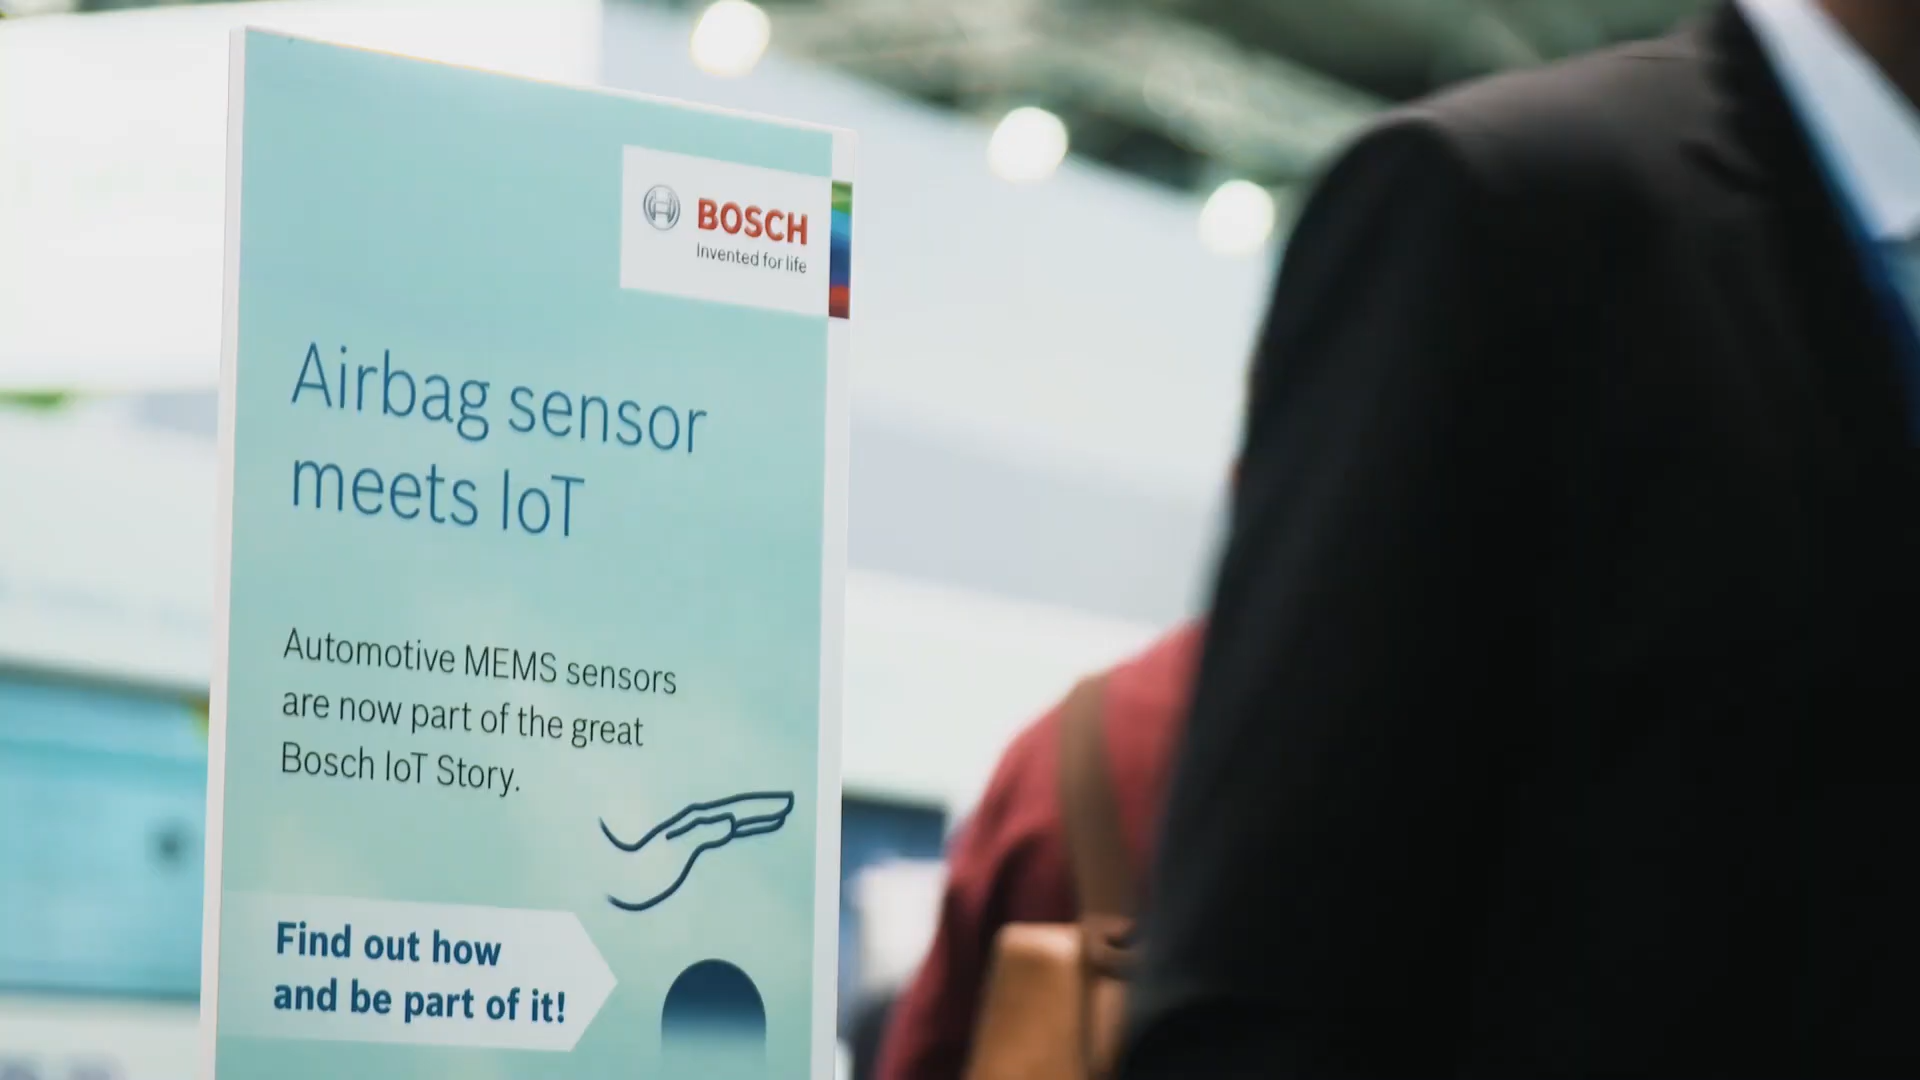 BOSCH
Invented for life
Airbag sensor
meets IoT
Automotive MEMS sensors
are now part of the great
Bosch IoT Story.
Find out how
and be part of it!